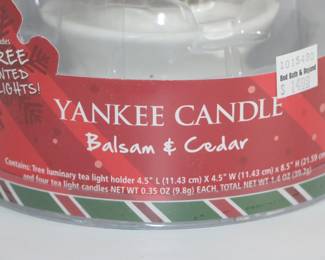 REE
NTED
LIGHTS!
Bed Bath & Beyond
YANKEE CANDLE
Balsam & Cedar
Contains: Tree luminary tea light holder 4.5" L (11.43 cm) X 4.5" W (11.43 cm) X 8.5" H (21.59 cm
and four tea light candles NET WT 0.35 OZ (9.8g) EACH, TOTAL NET WT 1.4 OZ (39.2g)